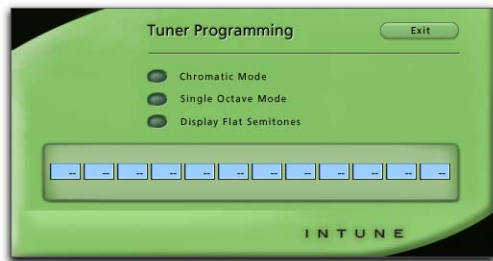 Tuner Programming
Exit
Chromatic Mode
Single Octave Mode
Display Flat Semitones
-- -- -- -- -- -- -- -- -- -- -- --
INTUNE